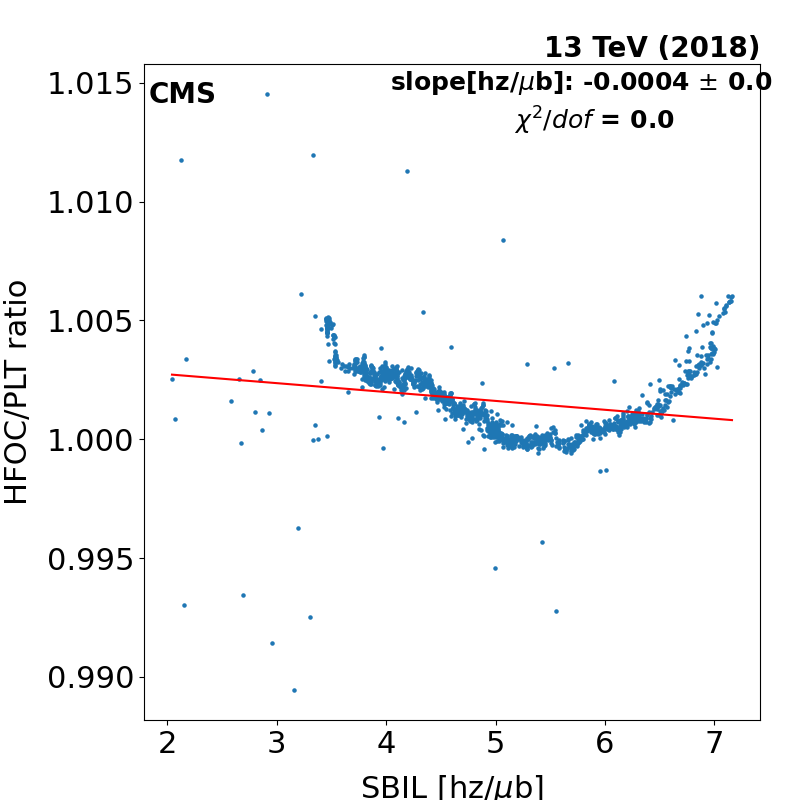 13 TeV (2018)
CMS
slope[hz/μb]: -0.0004 ± 0.0
χ²/dof = 0.0
HFOC/PLT ratio
1.015
1.010
1.005
1.000
0.995
0.990
2 3 4 5 6 7
SBIL [hz/μb]